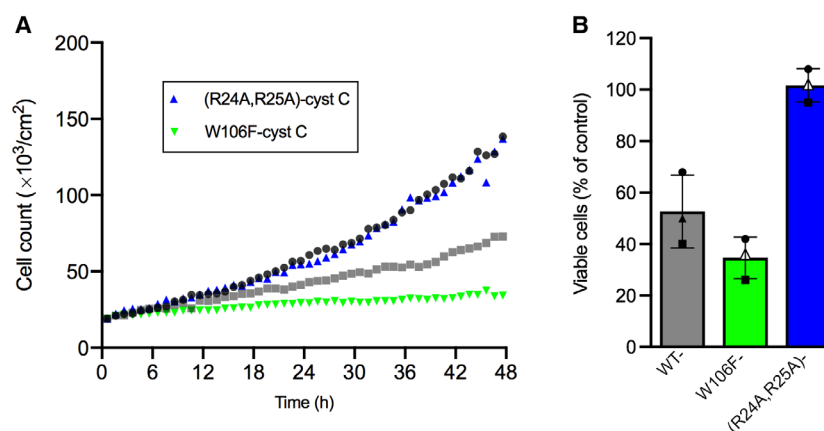 A
Cell count (×10³/cm²)
200
150
100
50
0
(R24A,R25A)-cyst C
W106F-cyst C
0 6 12 18 24 30 36 42 48
Time (h)
B
Viable cells (% of control)
120
100
80
60
40
20
0
WT-
W106F-
(R24A,R25A)-